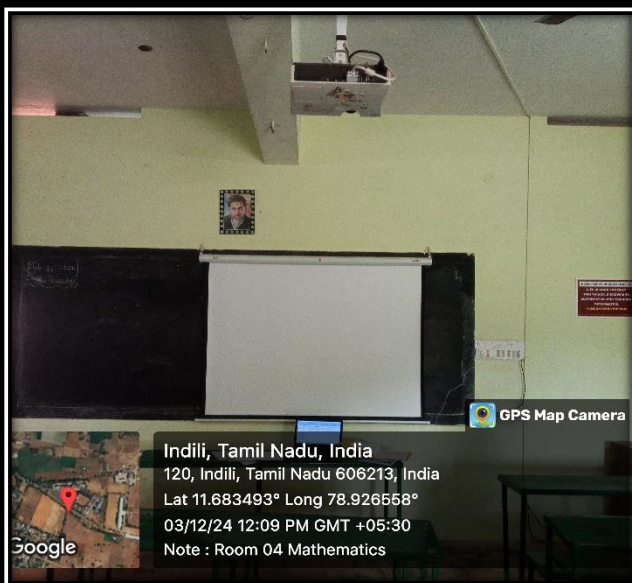 GPS Map Camera
Indili, Tamil Nadu, India
120, Indili, Tamil Nadu 606213, India
Lat 11.683493° Long 78.926558°
03/12/24 12:09 PM GMT +05:30
Note : Room 04 Mathematics
Google